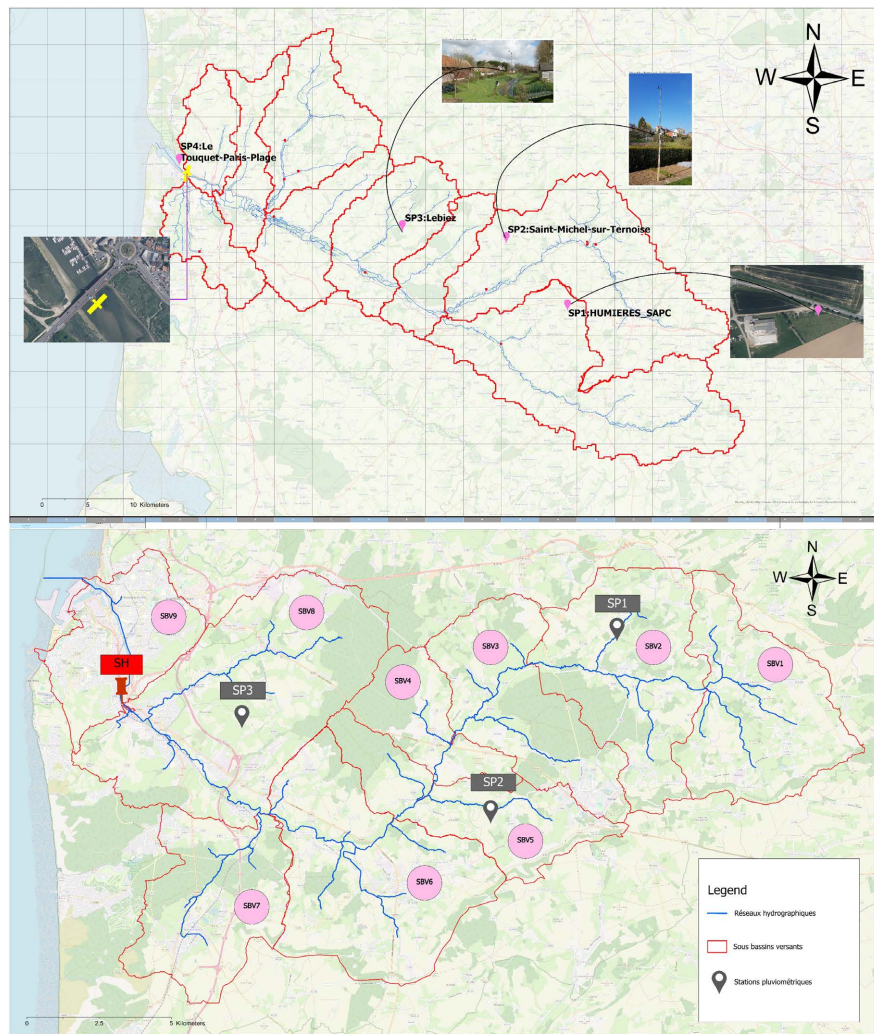 N
W E
S
SP4:Le
Touquet-Paris-Plage
SP3:Lebiez
SP2:Saint-Michel-sur-Ternoise
SP1:HUMIERES_SAPC
0 5 10 Kilometers
N
W E
S
SBV9
SBV8
SP1
SBV3
SBV2
SBV1
SH
SBV4
SP3
SP2
SBV5
SBV6
SBV7
Legend
Réseaux hydrographiques
Sous bassins versants
Stations pluviométriques
0 2.5 5 Kilometers